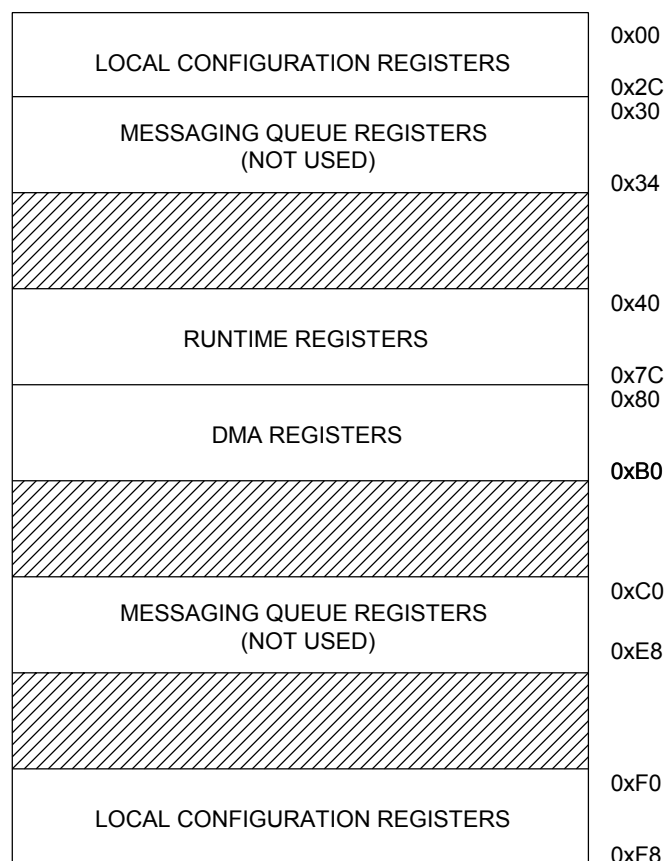 0x00
LOCAL CONFIGURATION REGISTERS
0x2C
0x30
MESSAGING QUEUE REGISTERS
(NOT USED)
0x34
0x40
RUNTIME REGISTERS
0x7C
0x80
DMA REGISTERS
0xB0
0xC0
MESSAGING QUEUE REGISTERS
(NOT USED)
0xE8
0xF0
LOCAL CONFIGURATION REGISTERS
0xF8